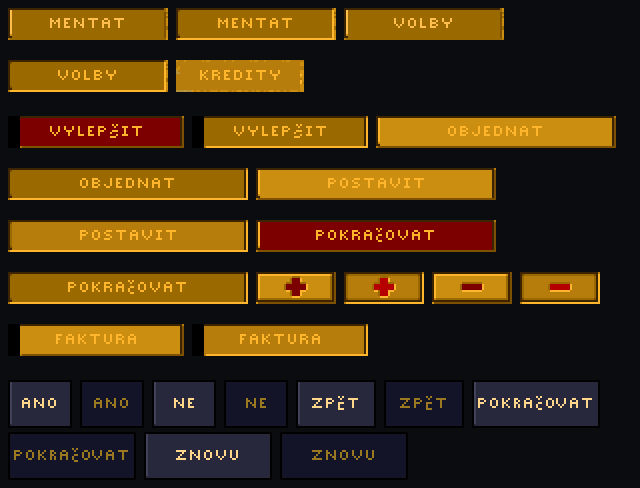 MENTAT MENTAT VOLBY
VOLBY KREDITY
VYLEPŠIT VYLEPŠIT OBJEDNAT
OBJEDNAT POSTAVIT
POSTAVIT POKRAČOVAT
POKRAČOVAT + + - -
FAKTURA FAKTURA
ANO ANO NE NE ZPĚT ZPĚT POKRAČOVAT
POKRAČOVAT ZNOVU ZNOVU